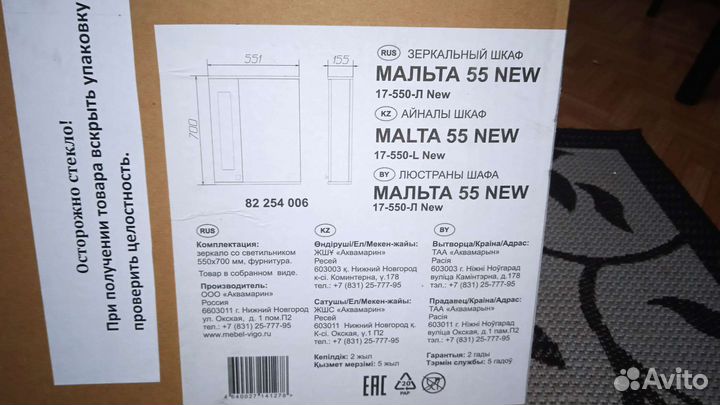 Осторожно стекло!
При получении товара вскрыть упаковку
проверить целостность.
551
155
700
82 254 006
RUS ЗЕРКАЛЬНЫЙ ШКАФ
МАЛЬТА 55 NEW
17-550-Л New
KZ АЙНАЛЫ ШКАФ
MALTA 55 NEW
17-550-L New
BY ЛЮСТРАНЫ ШАФА
МАЛЬТА 55 NEW
17-550-Л New
RUS
Комплектация:
зеркало со светильником
550х700 мм, фурнитура.
Товар в собранном виде.
Производитель:
ООО «Аквамарин»
Россия
6603011 г. Нижний Новгород
ул. Окская, д. 1 пом.П2
тел.: +7 (831) 25-777-95
www.mebel-vigo.ru
4640027141278
KZ
Өндіруші/Ел/Мекен-жайы:
ЖШҰ «Аквамарин»
Ресей
603003 қ. Нижний Новгород
к-сі. Коминтерна, у.178
тел.: +7 (831) 25-777-95
Сатушы/Ел/Мекен-жайы:
ЖШС «Аквамарин»
Ресей
603011 Нижний Новгород қ.
К-сі. Окская, у.1 П2
тел.: +7 (831) 25-777-95
Кепілдік: 2 жыл
Қызмет мерзімі: 5 жыл
BY
Вытворца/Краіна/Адрас:
ТАА «Аквамарын»
Расія
603003 г. Ніжні Ноўгарад
вуліца Камінтэрна, д.178
тел.: +7 (831) 25-777-95
Прадавец/Краіна/Адрас:
ТАА «Аквамарын»
Расія
603011 г. Ніжні Ноўгарад
вуліца Окская, д.1 пом.П2
тел.: +7 (831) 25-777-95
Гарантыя: 2 гады
Тэрмін службы: 5 гадоў
EAC
20
PAP
Avito